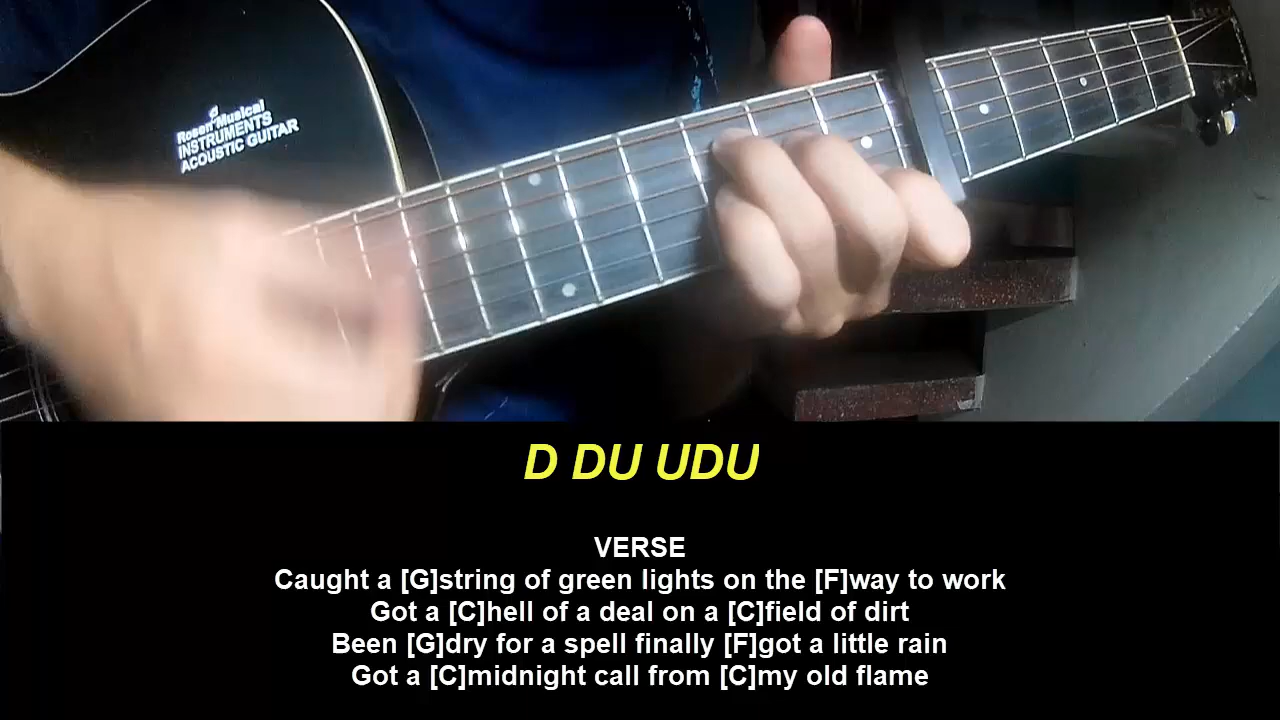 Rosen Musical
INSTRUMENTS
ACOUSTIC GUITAR
D DU UDU
VERSE
Caught a [G]string of green lights on the [F]way to work
Got a [C]hell of a deal on a [C]field of dirt
Been [G]dry for a spell finally [F]got a little rain
Got a [C]midnight call from [C]my old flame